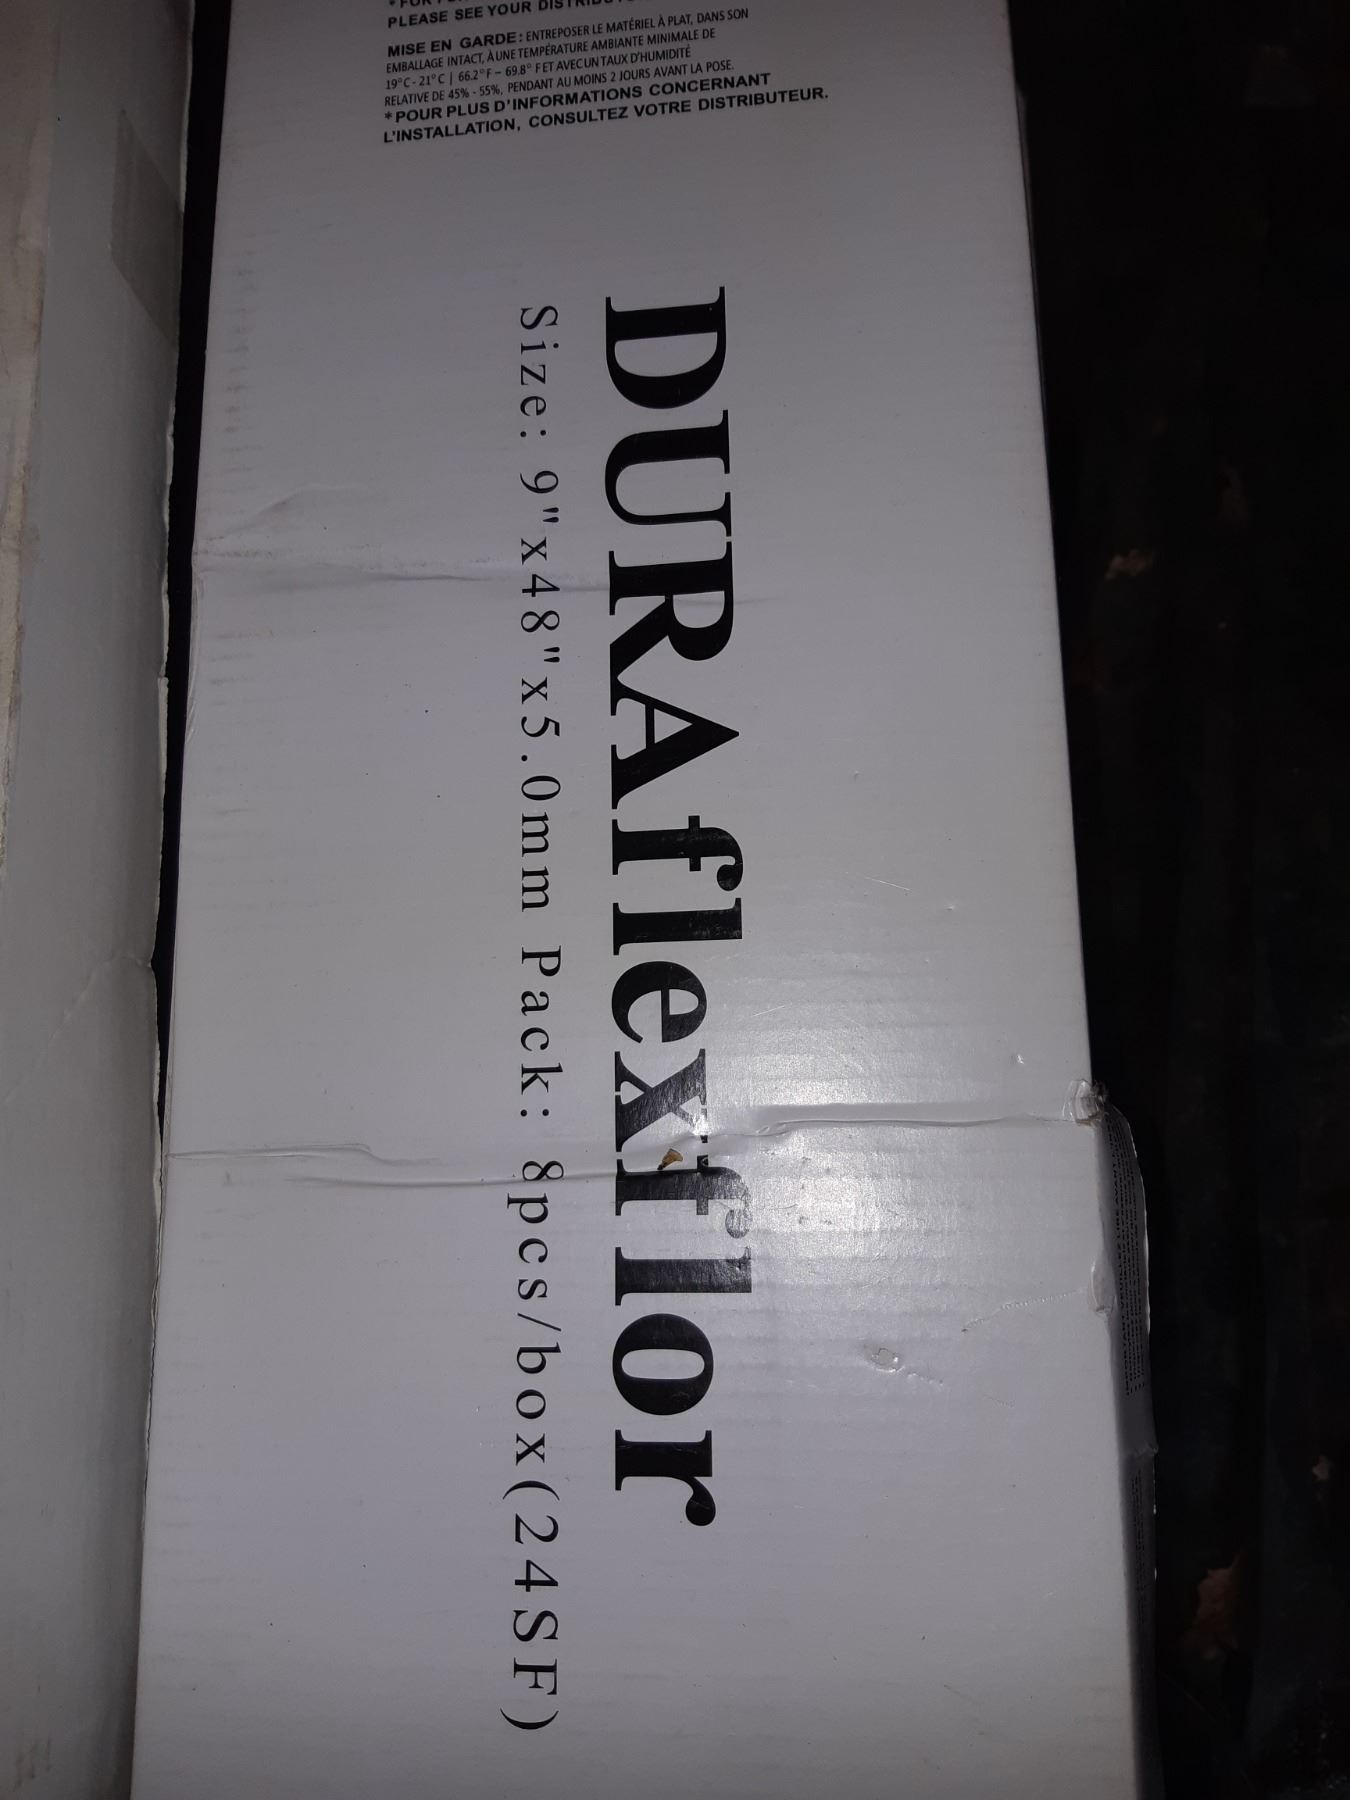 PLEASE SEE YOUR
MISE EN GARDE: ENTREPOSER LE MATÉRIEL À PLAT, DANS SON
EMBALLAGE INTACT, À UNE TEMPÉRATURE AMBIANTE MINIMALE DE
19°C - 21°C | 66.2°F – 69.8° F ET AVEC UN TAUX D'HUMIDITÉ
RELATIVE DE 45% - 55%, PENDANT AU MOINS 2 JOURS AVANT LA POSE.
*POUR PLUS D'INFORMATIONS CONCERNANT
L'INSTALLATION, CONSULTEZ VOTRE DISTRIBUTEUR.
DURAflexflor
Size: 9"x48"x5.0mm Pack: 8pcs/box(24SF)